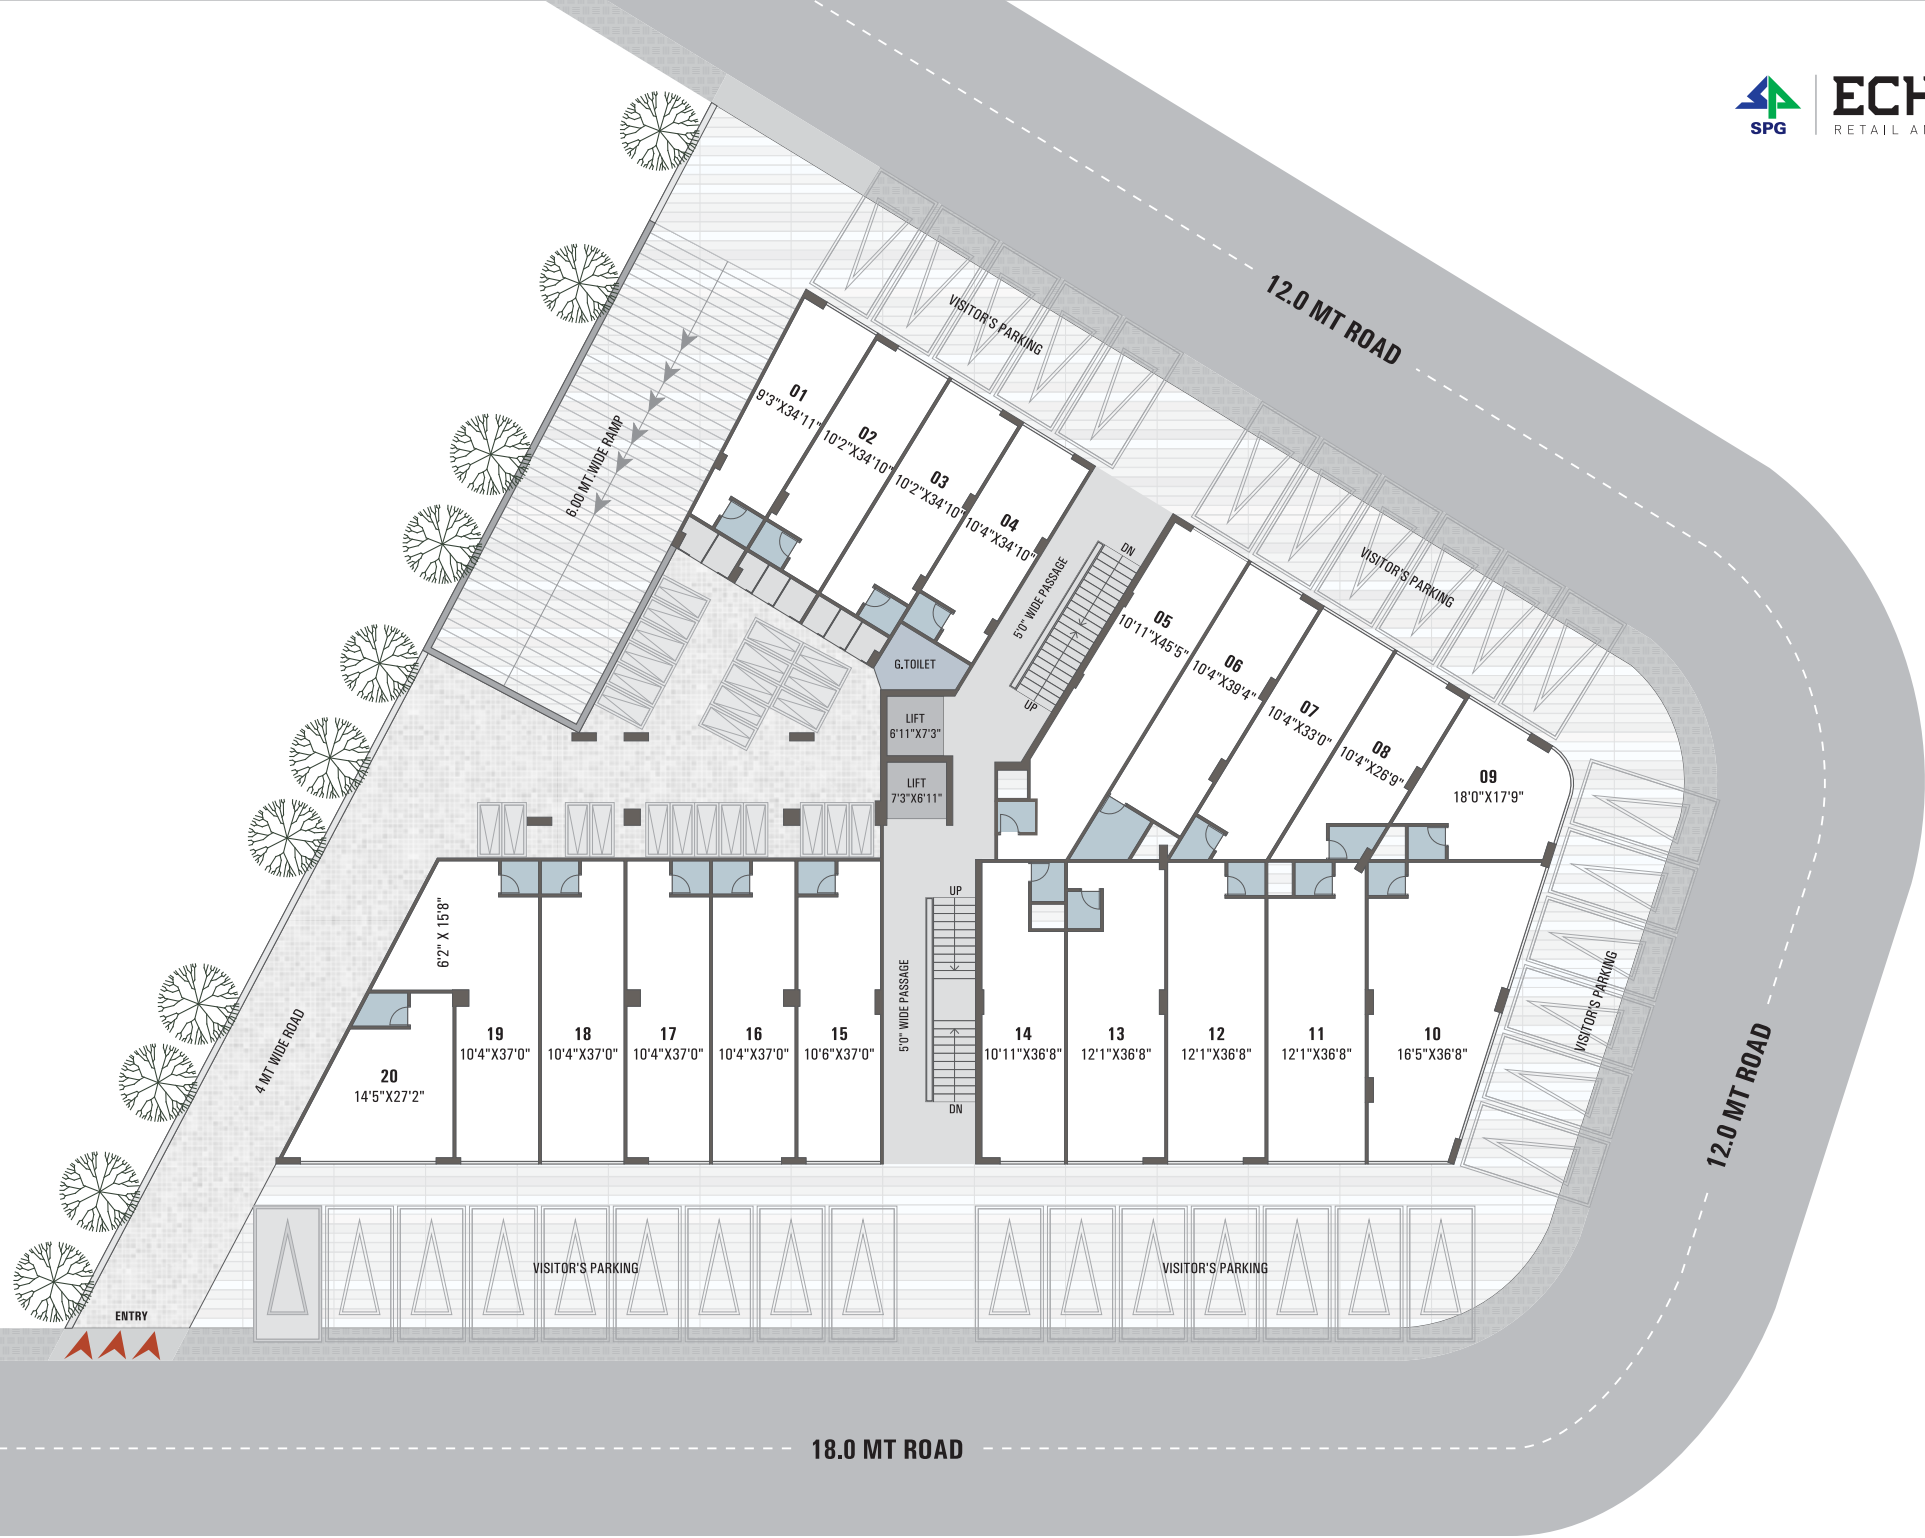 SPG
ECH
RETAIL AN
12.0 MT ROAD
VISITOR'S PARKING
01
9'3"X34'11"
02
10'2"X34'10"
03
10'2"X34'10"
04
10'4"X34'10"
6.00 MT.WIDE RAMP
DN
5'0" WIDE PASSAGE
UP
VISITOR'S PARKING
05
10'11"X45'5"
06
10'4"X39'4"
07
10'4"X33'0"
08
10'4"X26'9"
09
18'0"X17'9"
G.TOILET
LIFT
6'11"X7'3"
LIFT
7'3"X6'11"
6'2" X 15'8"
UP
5'0" WIDE PASSAGE
DN
VISITOR'S PARKING
4 MT WIDE ROAD
20
14'5"X27'2"
19
10'4"X37'0"
18
10'4"X37'0"
17
10'4"X37'0"
16
10'4"X37'0"
15
10'6"X37'0"
14
10'11"X36'8"
13
12'1"X36'8"
12
12'1"X36'8"
11
12'1"X36'8"
10
16'5"X36'8"
12.0 MT ROAD
VISITOR'S PARKING
VISITOR'S PARKING
ENTRY
18.0 MT ROAD